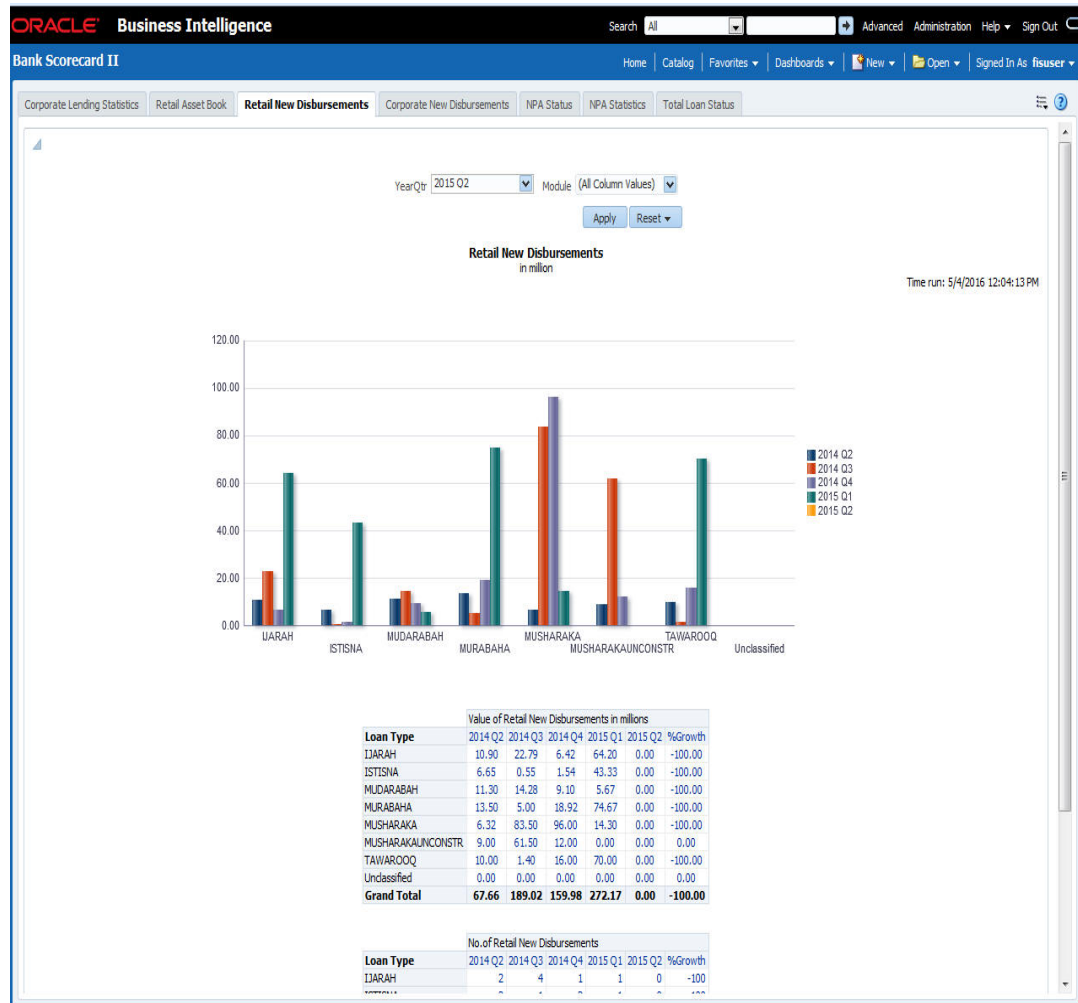 ORACLE Business Intelligence Search All Advanced Administration Help Sign Out
Bank Scorecard II Home Catalog Favorites Dashboards New Open Signed In As fisuser
Corporate Lending Statistics Retail Asset Book Retail New Disbursements Corporate New Disbursements NPA Status NPA Statistics Total Loan Status
YearQtr 2015 Q2 Module (All Column Values)
Apply Reset
Retail New Disbursements
in million
Time run: 5/4/2016 12:04:13 PM
120.00
100.00
80.00
60.00
40.00
20.00
0.00
2014 Q2
2014 Q3
2014 Q4
2015 Q1
2015 Q2
IJARAH ISTISNA MUDARABAH MURABAHA MUSHARAKA MUSHARAKAUNCONSTR TAWAROOQ Unclassified
Value of Retail New Disbursements in millions
Loan Type 2014 Q2 2014 Q3 2014 Q4 2015 Q1 2015 Q2 %Growth
IJARAH 10.90 22.79 6.42 64.20 0.00 -100.00
ISTISNA 6.65 0.55 1.54 43.33 0.00 -100.00
MUDARABAH 11.30 14.28 9.10 5.67 0.00 -100.00
MURABAHA 13.50 5.00 18.92 74.67 0.00 -100.00
MUSHARAKA 6.32 83.50 96.00 14.30 0.00 -100.00
MUSHARAKAUNCONSTR 9.00 61.50 12.00 0.00 0.00 0.00
TAWAROOQ 10.00 1.40 16.00 70.00 0.00 -100.00
Unclassified 0.00 0.00 0.00 0.00 0.00 0.00
Grand Total 67.66 189.02 159.98 272.17 0.00 -100.00
No.of Retail New Disbursements
Loan Type 2014 Q2 2014 Q3 2014 Q4 2015 Q1 2015 Q2 %Growth
IJARAH 2 4 1 1 0 -100